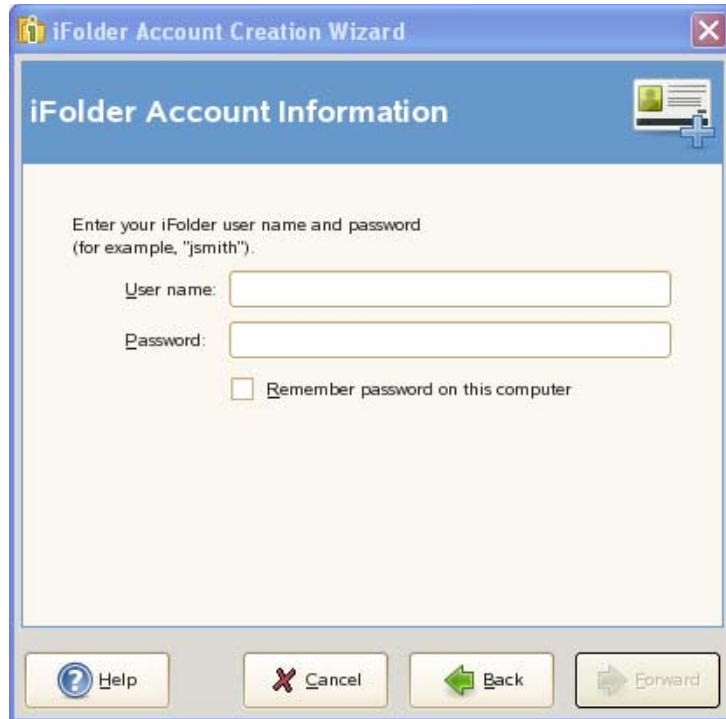 iFolder Account Creation Wizard
iFolder Account Information
Enter your iFolder user name and password
(for example, "jsmith").
User name:
Password:
Remember password on this computer
Help
Cancel
Back
Forward